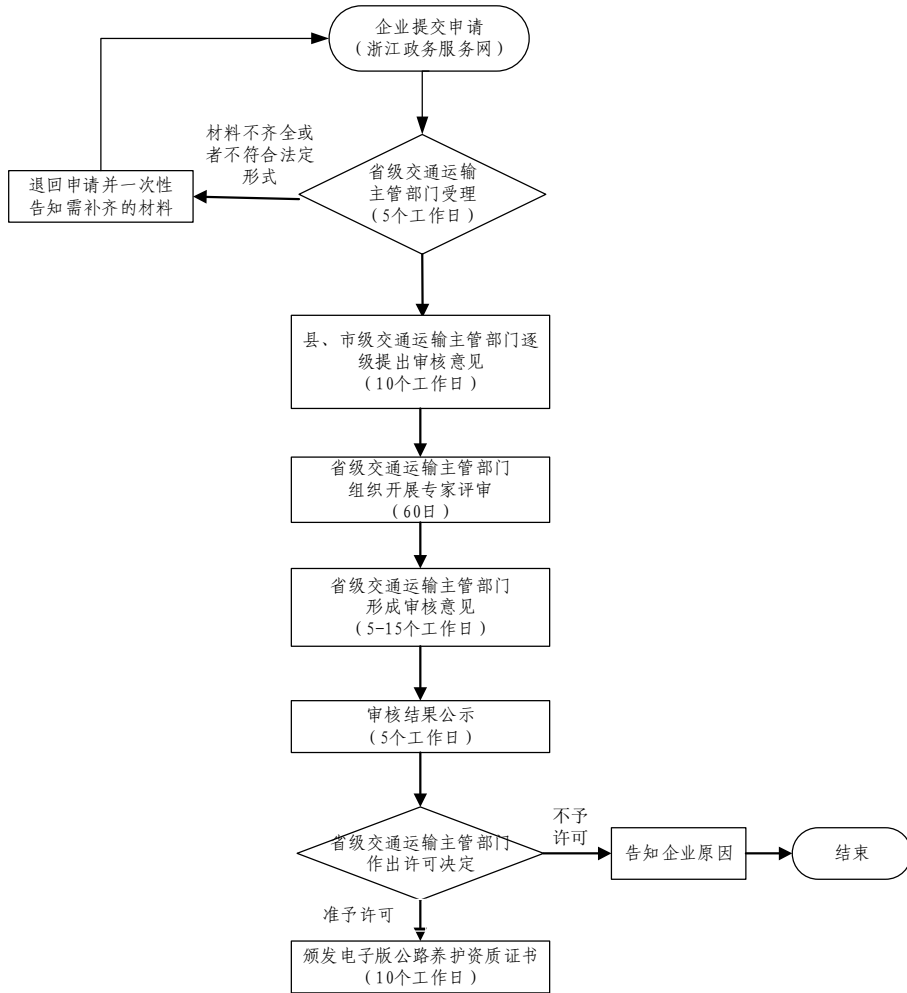 企业提交申请
（浙江政务服务网）
材料不齐全或
者不符合法定
形式
省级交通运输
主管部门受理
（5个工作日）
退回申请并一次性
告知需补齐的材料
县、市级交通运输主管部门逐
级提出审核意见
（10个工作日）
省级交通运输主管部门
组织开展专家评审
（60日）
省级交通运输主管部门
形成审核意见
（5-15个工作日）
审核结果公示
（5个工作日）
省级交通运输主管部门
作出许可决定
不予
许可
告知企业原因
结束
准予许可
颁发电子版公路养护资质证书
（10个工作日）